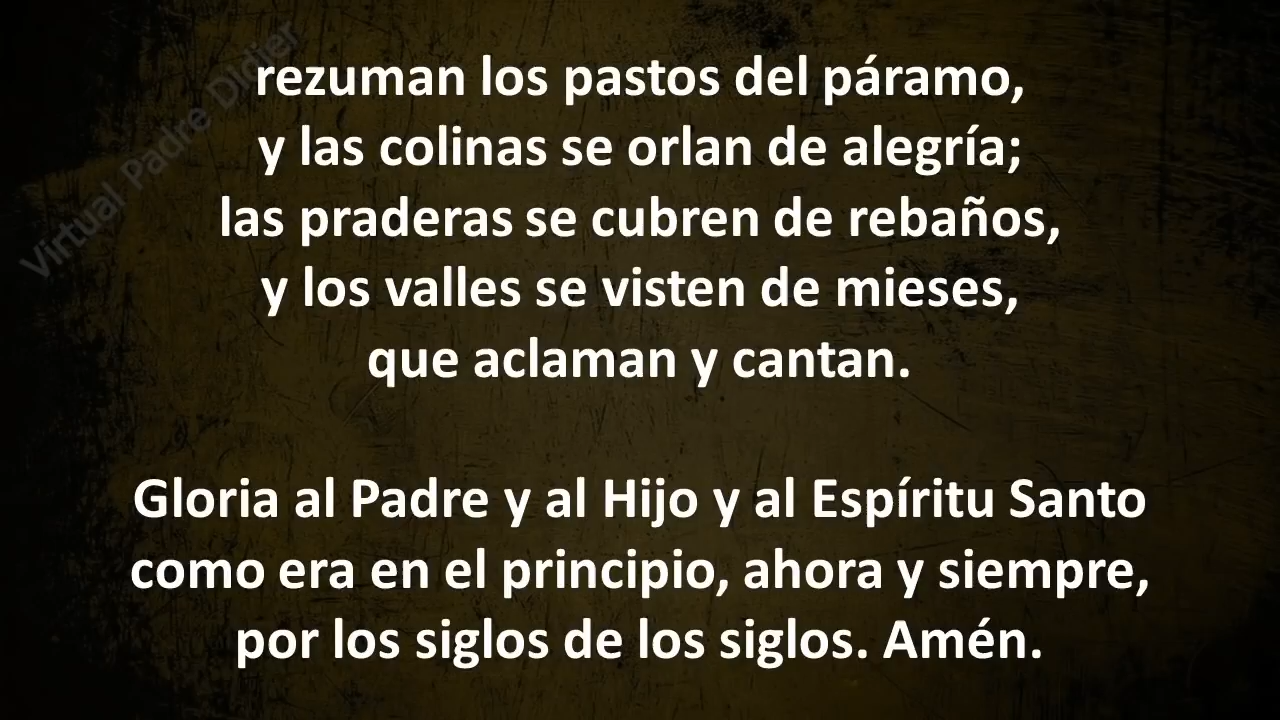 Virtual Padre Didier
rezuman los pastos del páramo,
y las colinas se orlan de alegría;
las praderas se cubren de rebaños,
y los valles se visten de mieses,
que aclaman y cantan.
Gloria al Padre y al Hijo y al Espíritu Santo
como era en el principio, ahora y siempre,
por los siglos de los siglos. Amén.